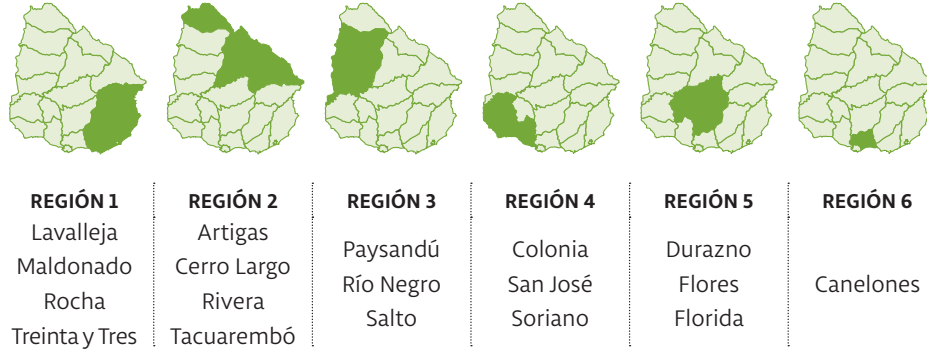 REGIÓN 1
Lavalleja
Maldonado
Rocha
Treinta y Tres
REGIÓN 2
Artigas
Cerro Largo
Rivera
Tacuarembó
REGIÓN 3
Paysandú
Río Negro
Salto
REGIÓN 4
Colonia
San José
Soriano
REGIÓN 5
Durazno
Flores
Florida
REGIÓN 6
Canelones